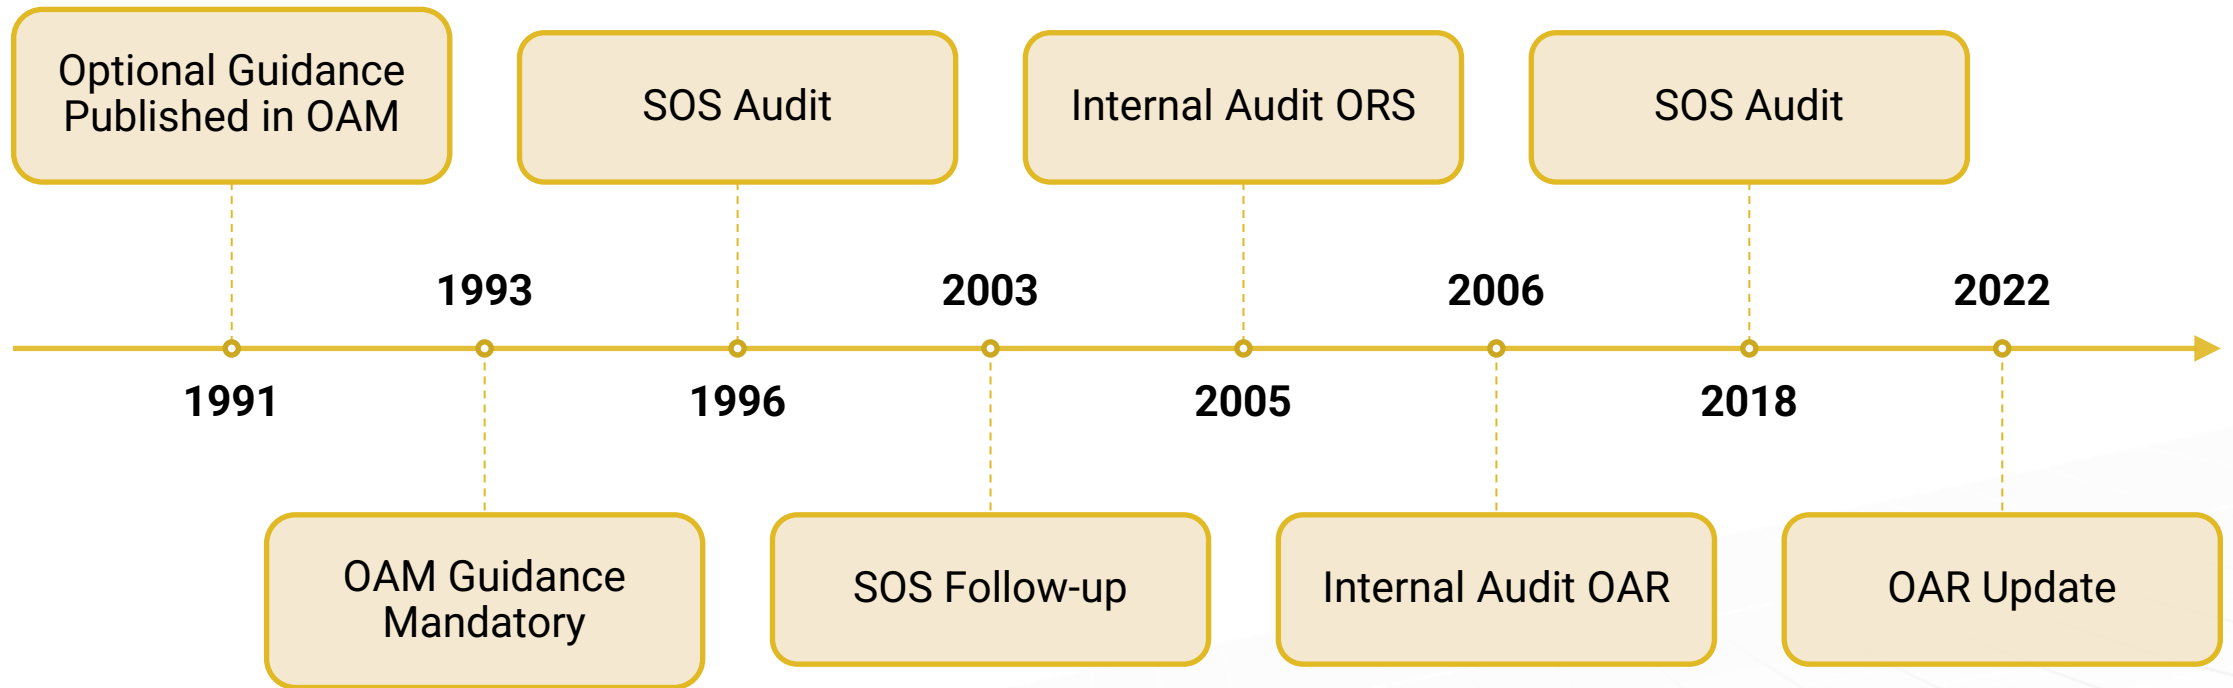 Optional Guidance
Published in OAM
SOS Audit
Internal Audit ORS
SOS Audit
1993
2003
2006
2022
1991
1996
2005
2018
OAM Guidance
Mandatory
SOS Follow-up
Internal Audit OAR
OAR Update